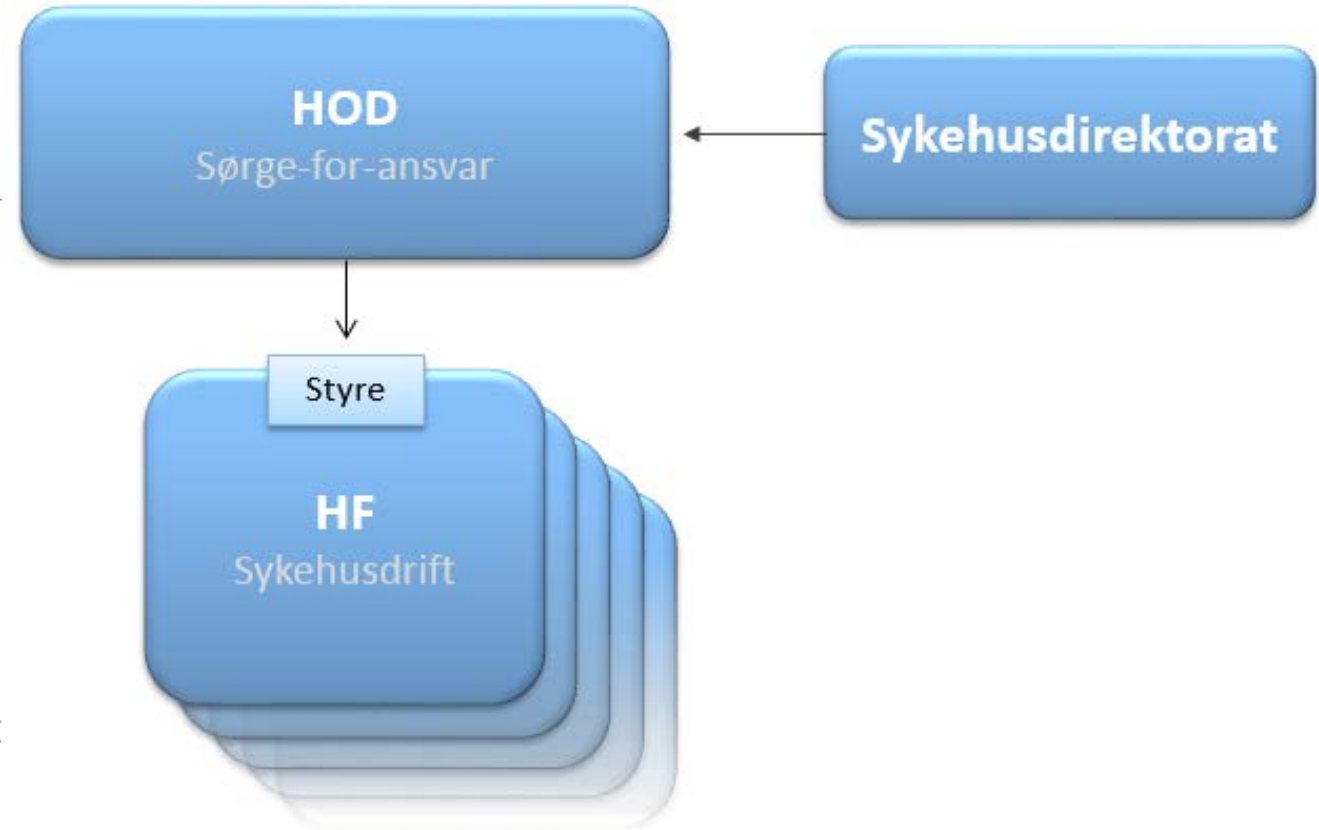 HOD
Sørge-for-ansvar
Sykehusdirektorat
Styre
HF
Sykehusdrift